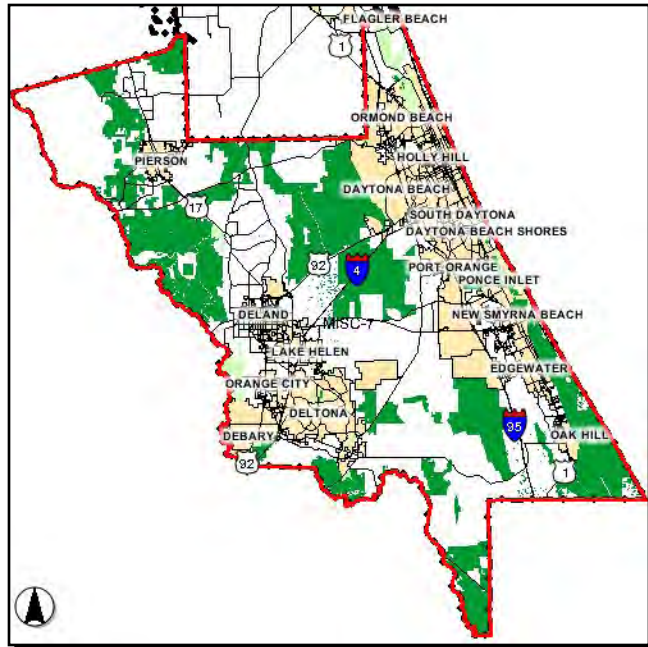 FLAGLER BEACH
1
ORMOND BEACH
HOLLY HILL
PIERSON
DAYTONA BEACH
17
SOUTH DAYTONA
DAYTONA BEACH SHORES
92
4
PORT ORANGE
PONCE INLET
DELAND
NEW SMYRNA BEACH
MISC-7
LAKE HELEN
EDGEWATER
ORANGE CITY
DELTONA
95
DEBARY
OAK HILL
92
1